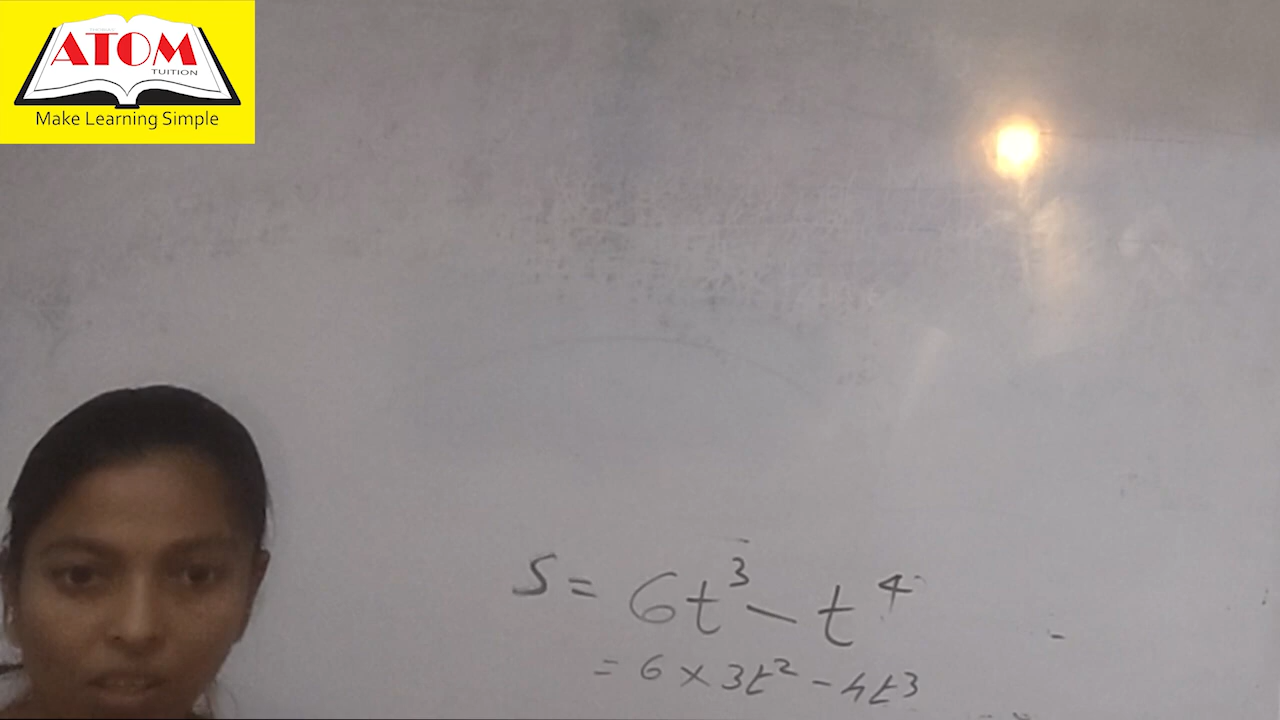 ATOM
TUITION
Make Learning Simple
S = 6t³ - t⁴
= 6 × 3t² - 4t³